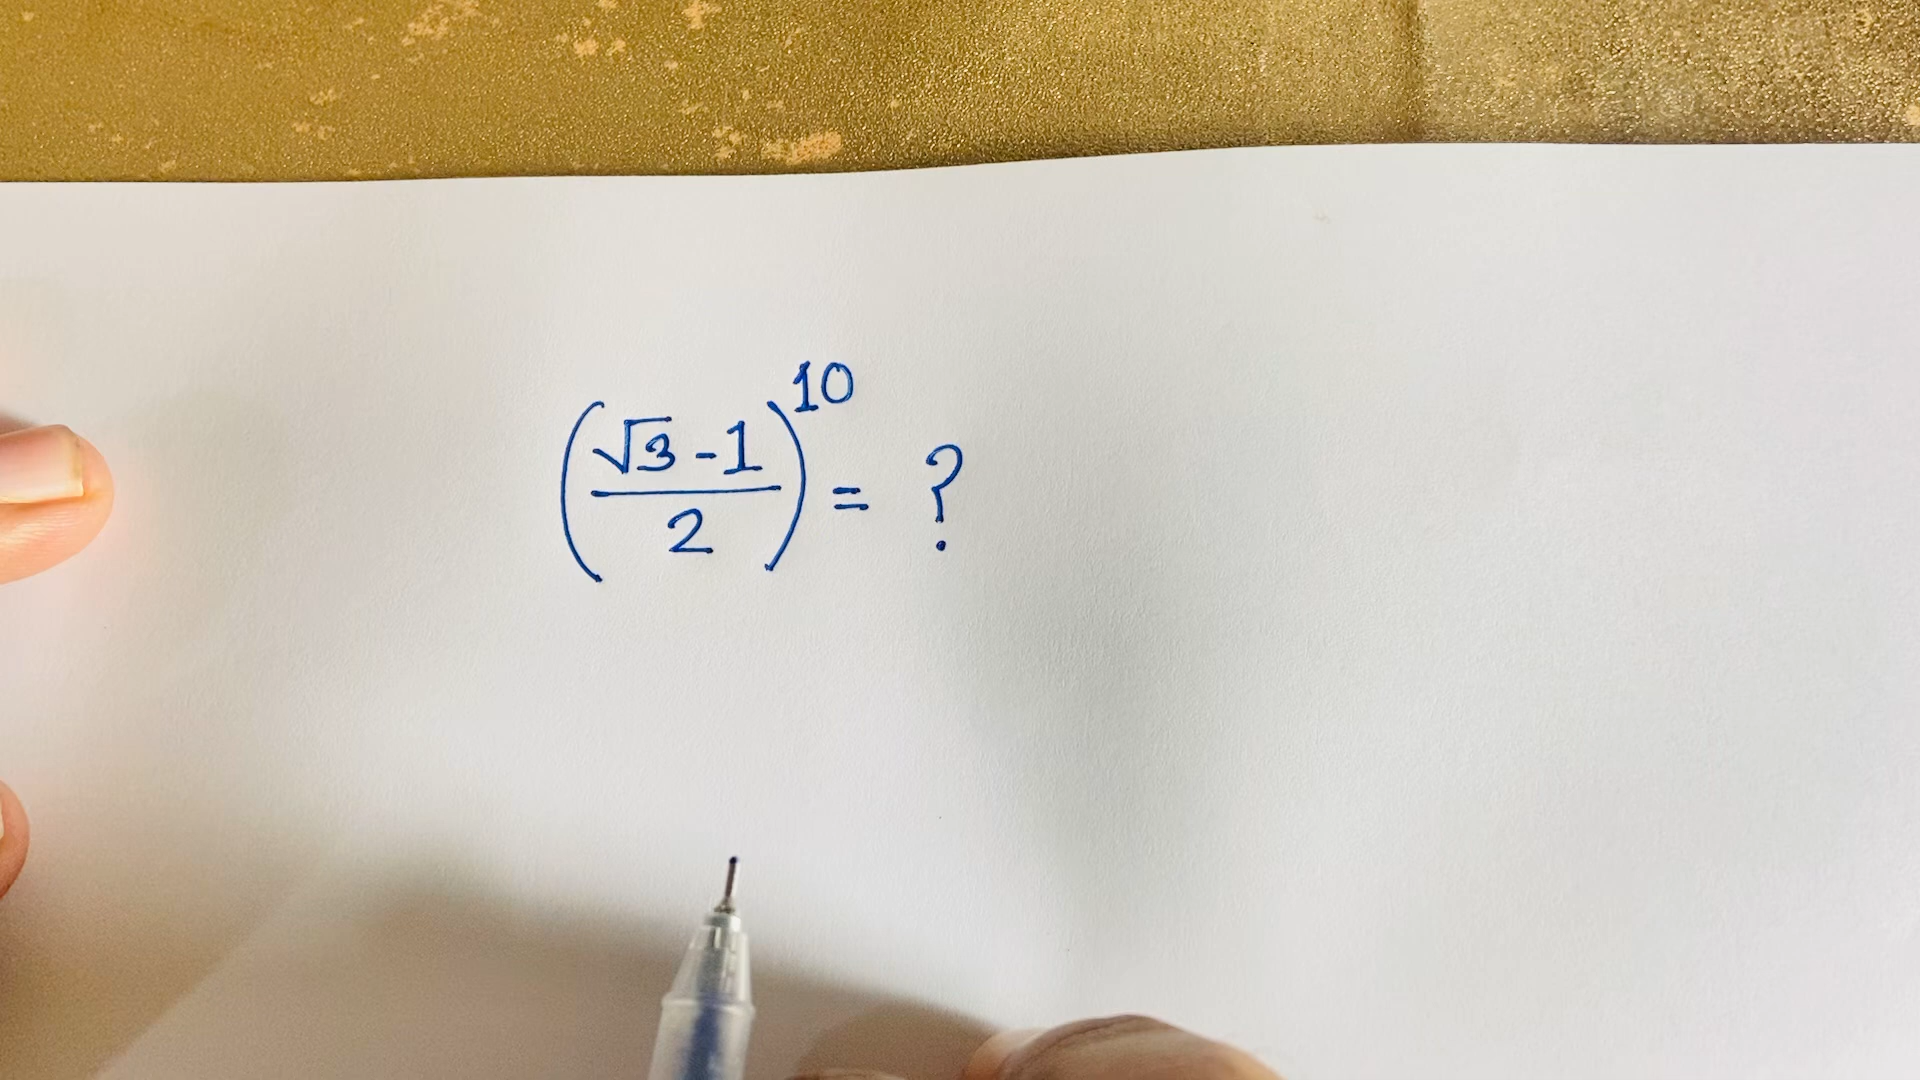 (√3-1/2)^10 = ?